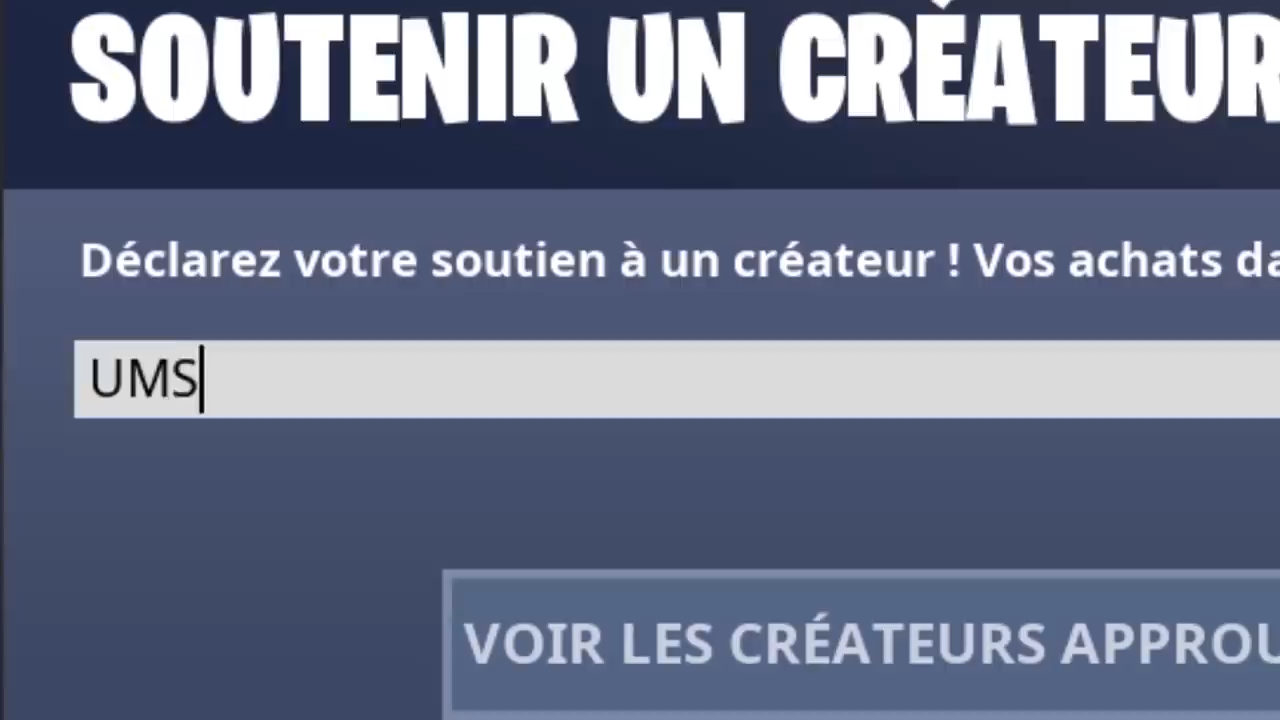 SOUTENIR UN CRÉATEUR
Déclarez votre soutien à un créateur ! Vos achats da
UMS
VOIR LES CRÉATEURS APPROU